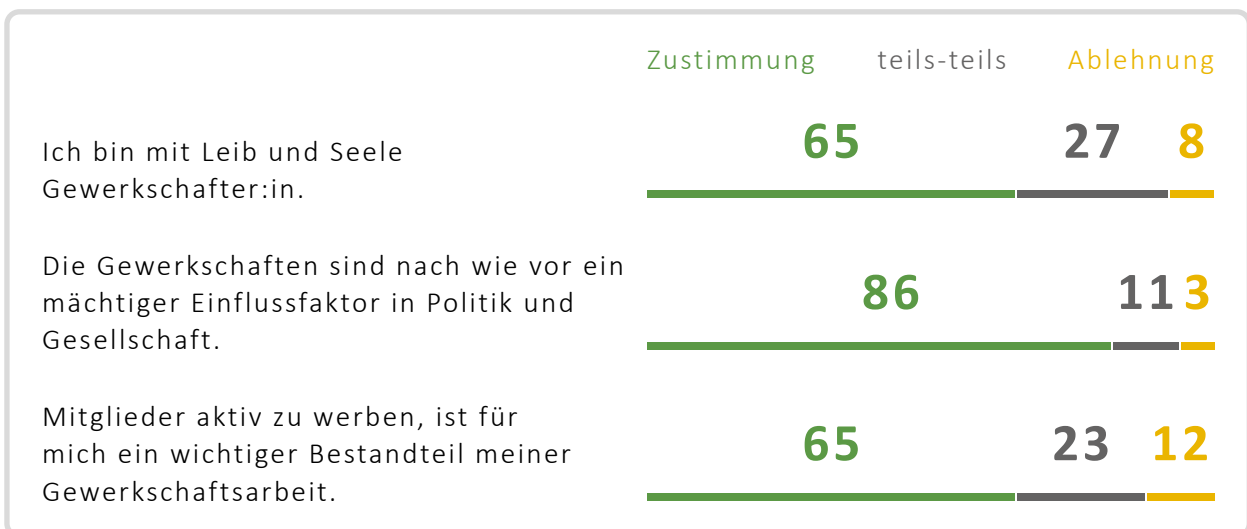 Zustimmung teils-teils Ablehnung
65 27 8
Ich bin mit Leib und Seele
Gewerkschafter:in.
Die Gewerkschaften sind nach wie vor ein
mächtiger Einflussfaktor in Politik und
Gesellschaft.
86 11 3
Mitglieder aktiv zu werben, ist für
mich ein wichtiger Bestandteil meiner
Gewerkschaftsarbeit.
65 23 12